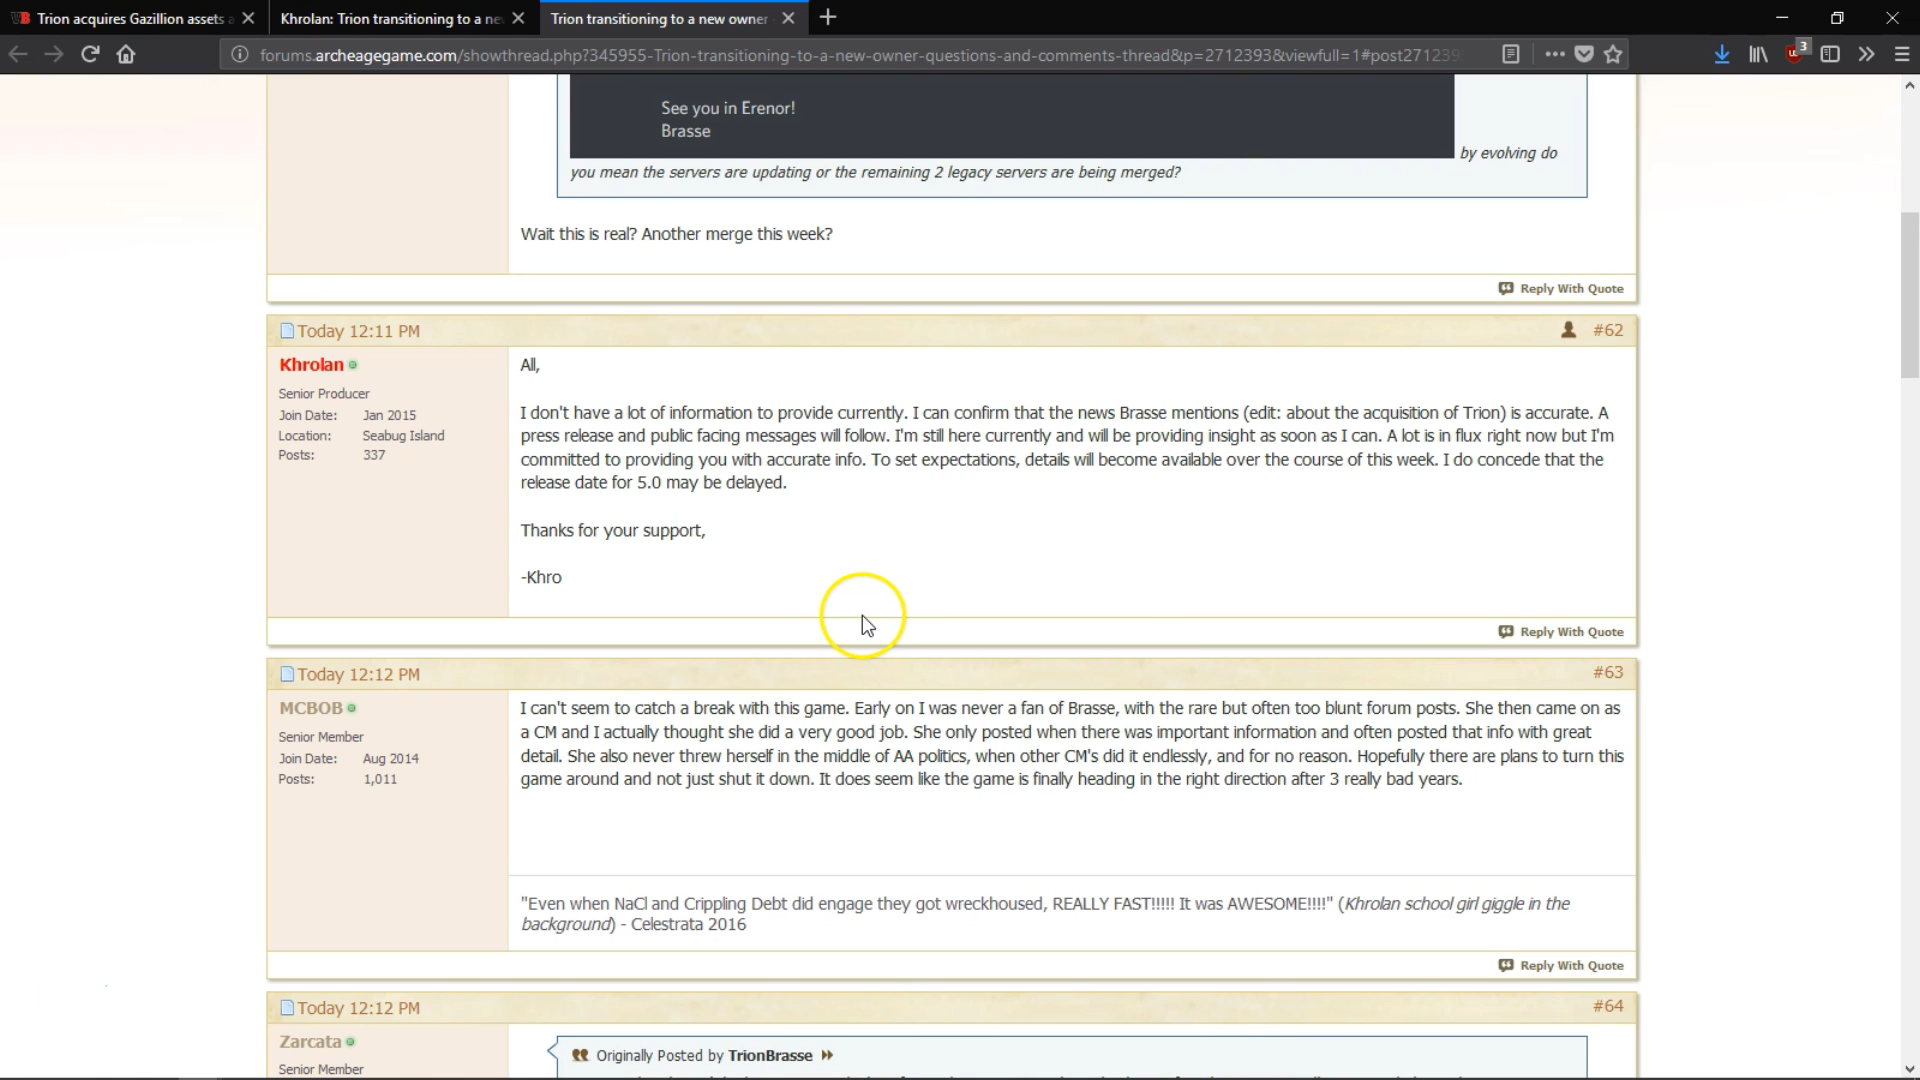 Trion acquires Gazillion assets a
Khrolan: Trion transitioning to a ne
Trion transitioning to a new owner
forums.archeagegame.com/showthread.php?345955-Trion-transitioning-to-a-new-owner-questions-and-comments-thread&p=2712393&viewfull=1#post271239
3
See you in Erenor!
Brasse
by evolving do
you mean the servers are updating or the remaining 2 legacy servers are being merged?
Wait this is real? Another merge this week?
Reply With Quote
Today 12:11 PM
#62
Khrolan
Senior Producer
Join Date: Jan 2015
Location: Seabug Island
Posts: 337
All,
I don't have a lot of information to provide currently. I can confirm that the news Brasse mentions (edit: about the acquisition of Trion) is accurate. A
press release and public facing messages will follow. I'm still here currently and will be providing insight as soon as I can. A lot is in flux right now but I'm
committed to providing you with accurate info. To set expectations, details will become available over the course of this week. I do concede that the
release date for 5.0 may be delayed.
Thanks for your support,
-Khro
Reply With Quote
Today 12:12 PM
#63
MCBOB
Senior Member
Join Date: Aug 2014
Posts: 1,011
I can't seem to catch a break with this game. Early on I was never a fan of Brasse, with the rare but often too blunt forum posts. She then came on as
a CM and I actually thought she did a very good job. She only posted when there was important information and often posted that info with great
detail. She also never threw herself in the middle of AA politics, when other CM's did it endlessly, and for no reason. Hopefully there are plans to turn this
game around and not just shut it down. It does seem like the game is finally heading in the right direction after 3 really bad years.
"Even when NaCl and Crippling Debt did engage they got wreckhoused, REALLY FAST!!!!! It was AWESOME!!!!" (Khrolan school girl giggle in the
background) - Celestrata 2016
Reply With Quote
Today 12:12 PM
#64
Zarcata
Senior Member
Originally Posted by TrionBrasse